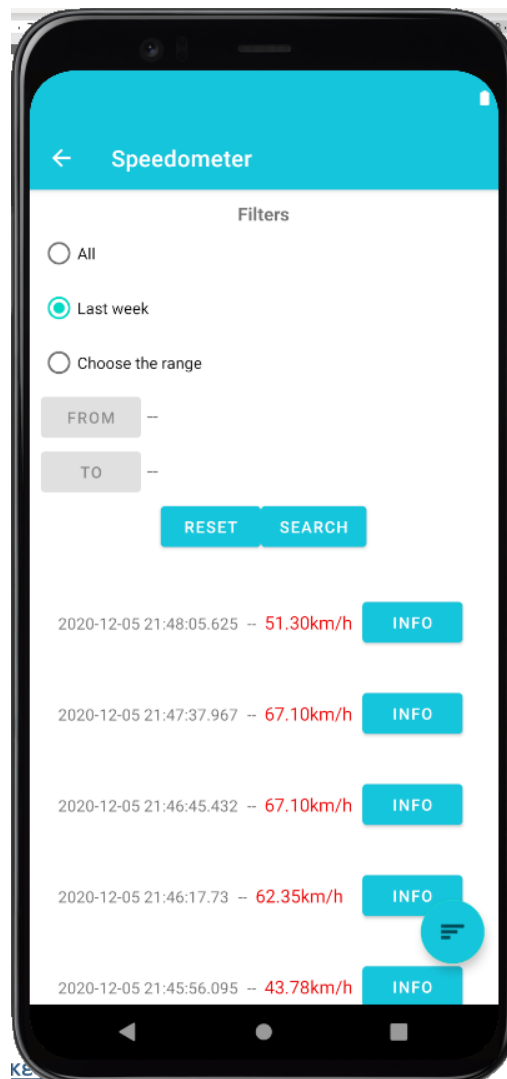 Speedometer
Filters
All
Last week
Choose the range
FROM --
TO --
RESET SEARCH
2020-12-05 21:48:05.625 -- 51.30km/h INFO
2020-12-05 21:47:37.967 -- 67.10km/h INFO
2020-12-05 21:46:45.432 -- 67.10km/h INFO
2020-12-05 21:46:17.73 -- 62.35km/h INFO
2020-12-05 21:45:56.095 -- 43.78km/h INFO